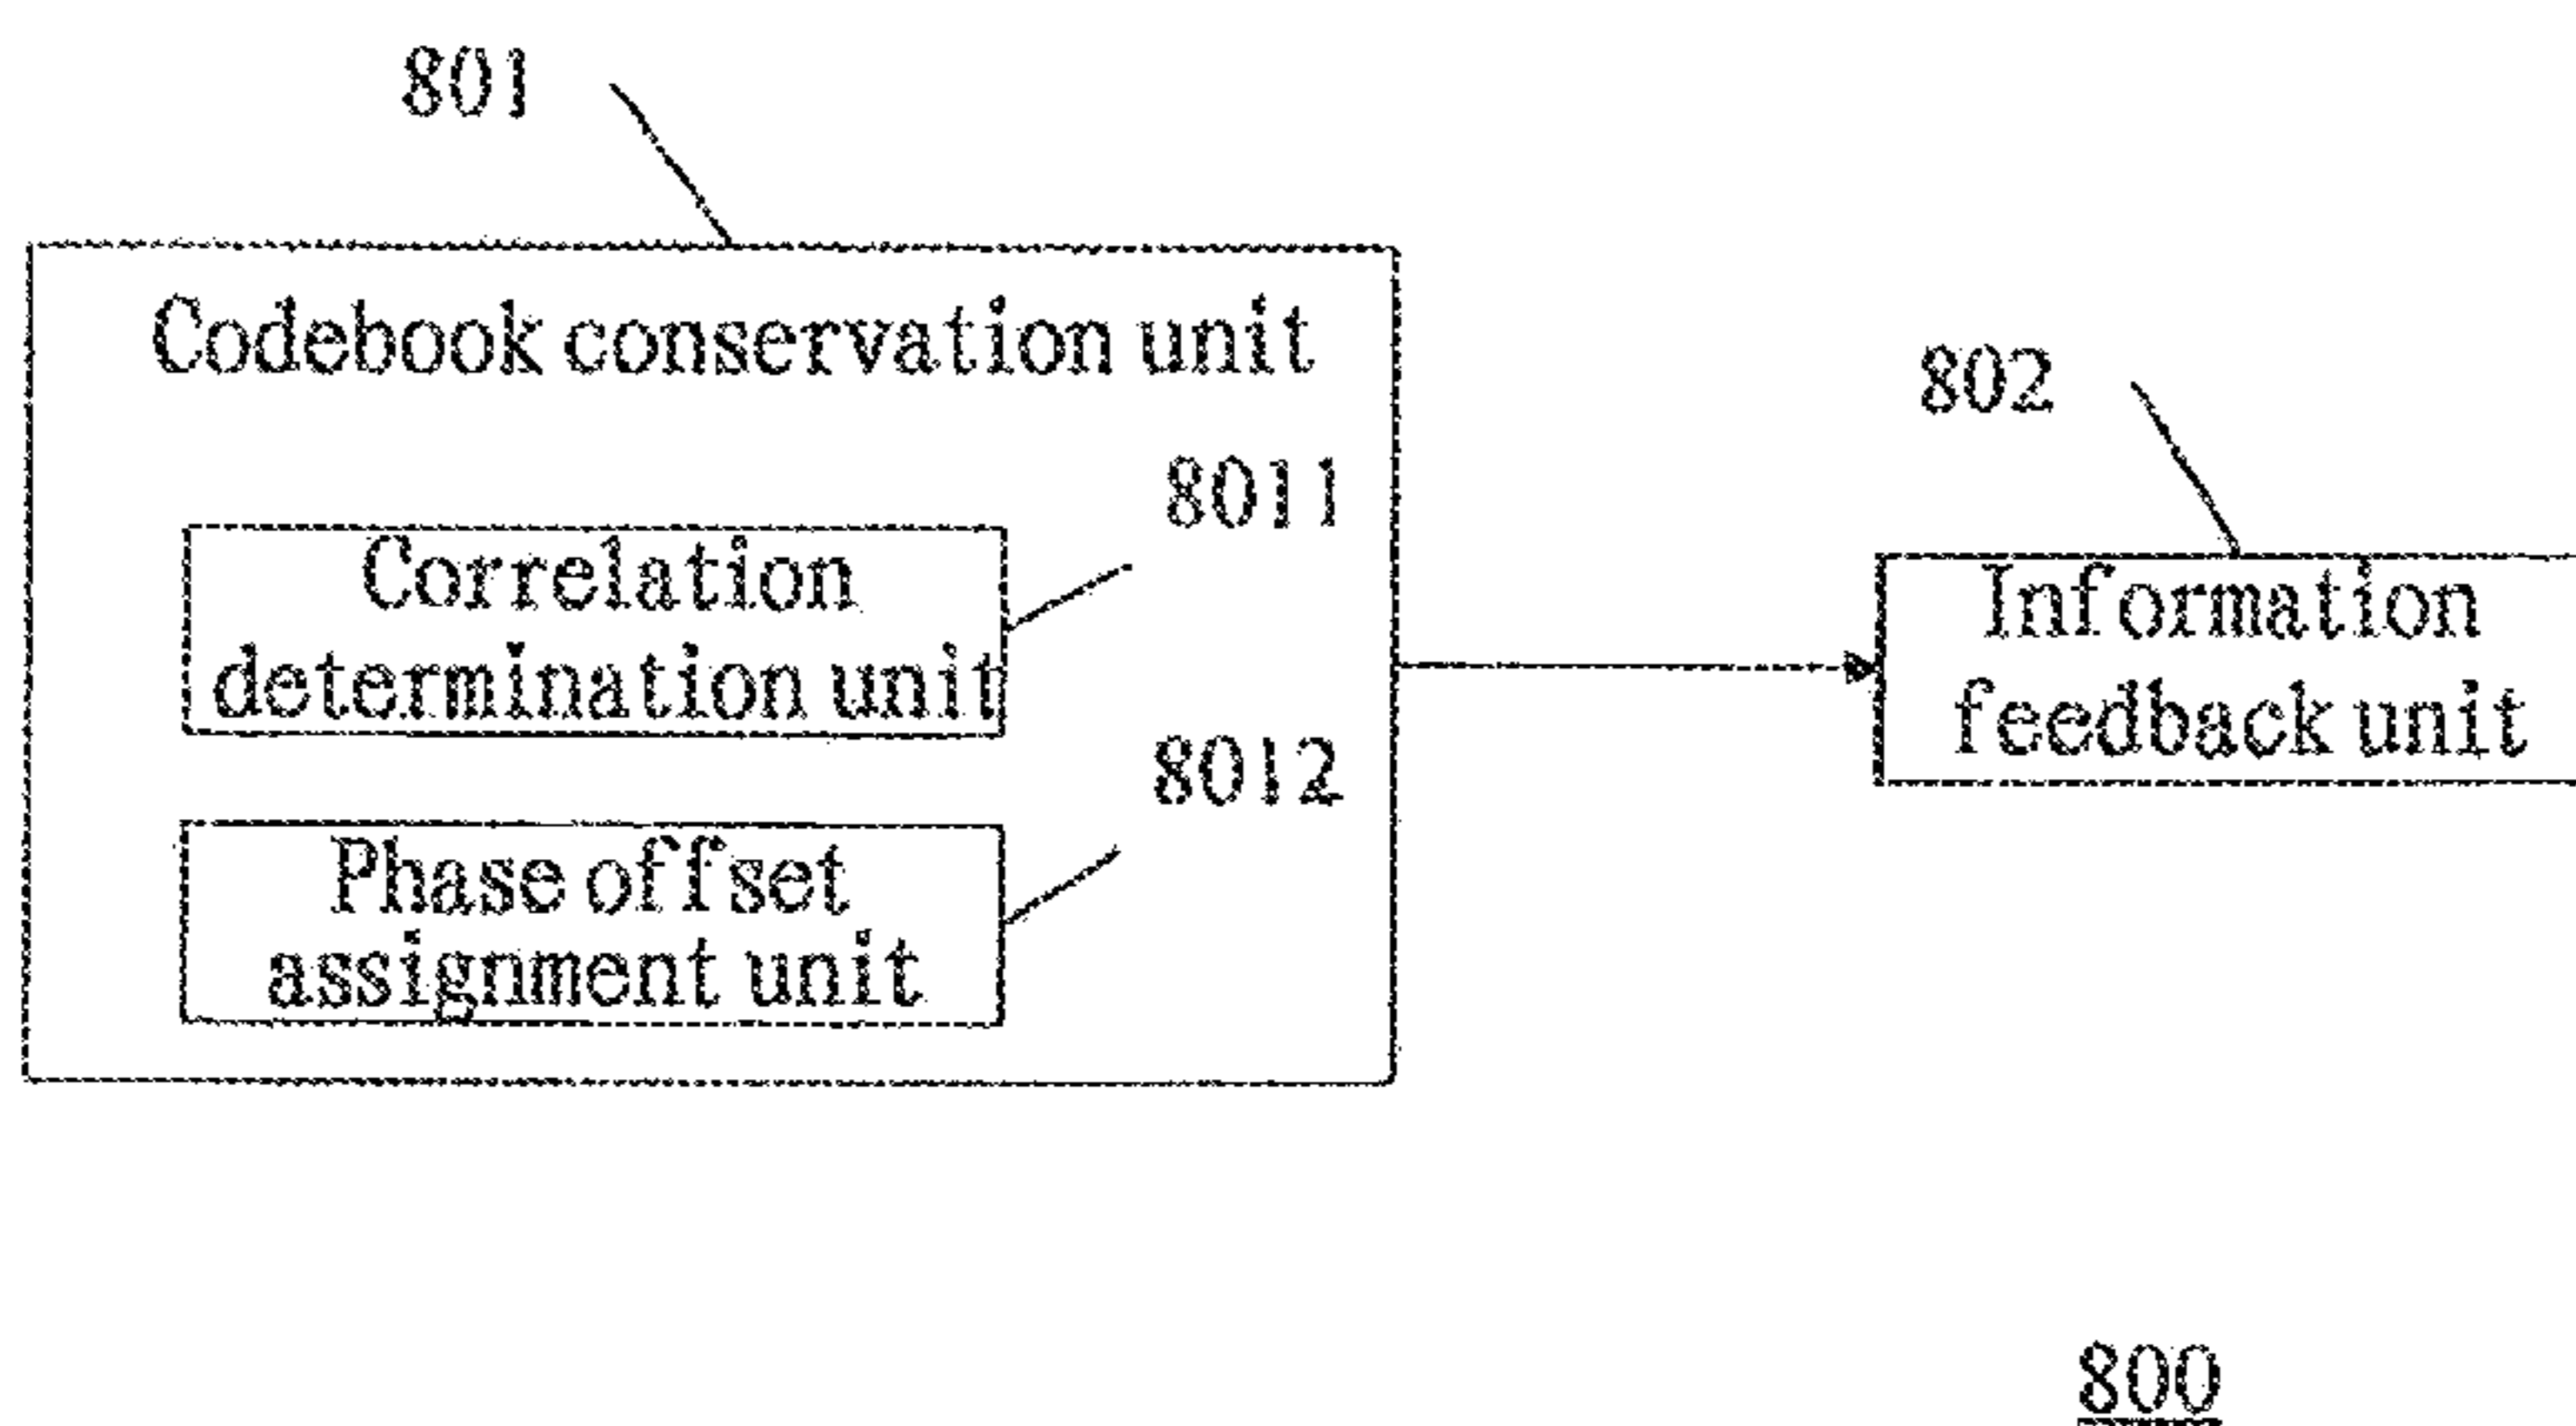 801
Codebook conservation unit
802
8011
Correlation
determination unit
Information
feedback unit
8012
Phase offset
assignment unit
800